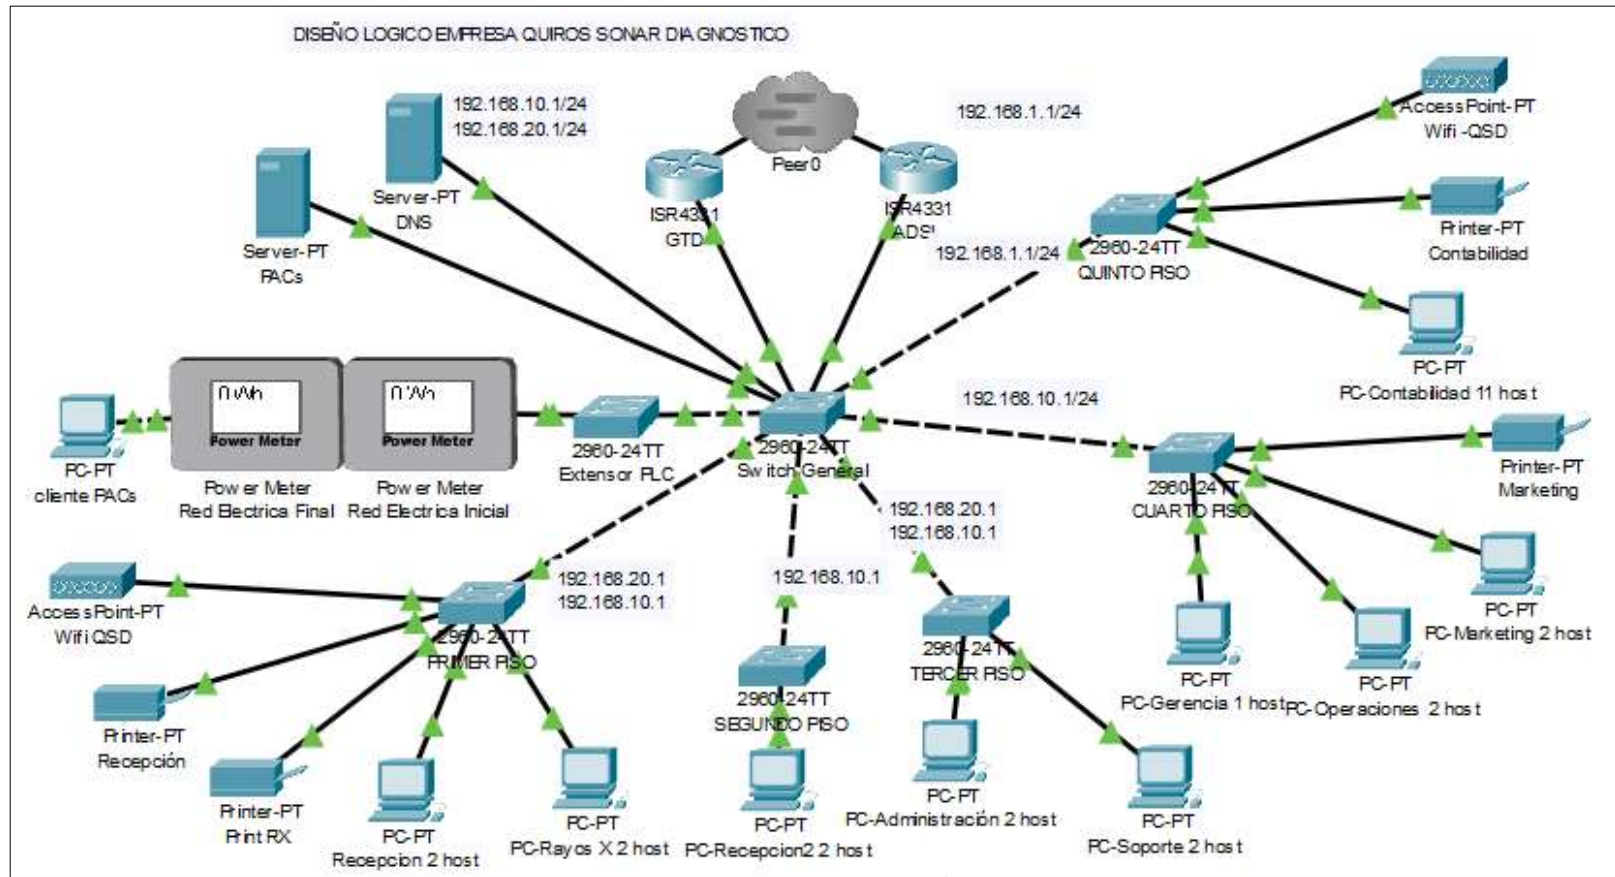 DISEÑO LOGICO EMPRESA QUIROS SONAR DIAGNOSTICO
192.168.10.1/24
192.168.20.1/24
Server-PT
DNS
Server-PT
PACs
Peer0
ISR4331
GTD
ISR4331
192.168.1.1/24
192.168.1.1/24
AccessPoint-PT
Wifi -QSD
Printer-PT
Contabilidad
2960-24TT
QUINTO PISO
PC-PT
PC-Contabilidad 11 host
PC-PT
cliente PACs
Power Meter
Power Meter
Red Electrica Final
Power Meter
Power Meter
Red Electrica Inicial
2960-24TT
Extensor PLC
2960-24TT
Switch General
192.168.10.1/24
2960-24TT
CUARTO PISO
Printer-PT
Marketing
PC-PT
PC-Marketing 2 host
PC-PT
PC-Gerencia 1 host
PC-PT
PC-Operaciones 2 host
192.168.20.1
192.168.10.1
192.168.10.1
192.168.20.1
192.168.10.1
AccessPoint-PT
Wifi QSD
2960-24TT
PRIMER PISO
Printer-PT
Recepción
Printer-PT
Print RX
PC-PT
Recepcion 2 host
PC-PT
PC-Rayos X 2 host
2960-24TT
SEGUNDO PISO
PC-PT
PC-Recepcion2 2 host
2960-24TT
TERCER PISO
PC-PT
PC-Administración 2 host
PC-PT
PC-Soporte 2 host